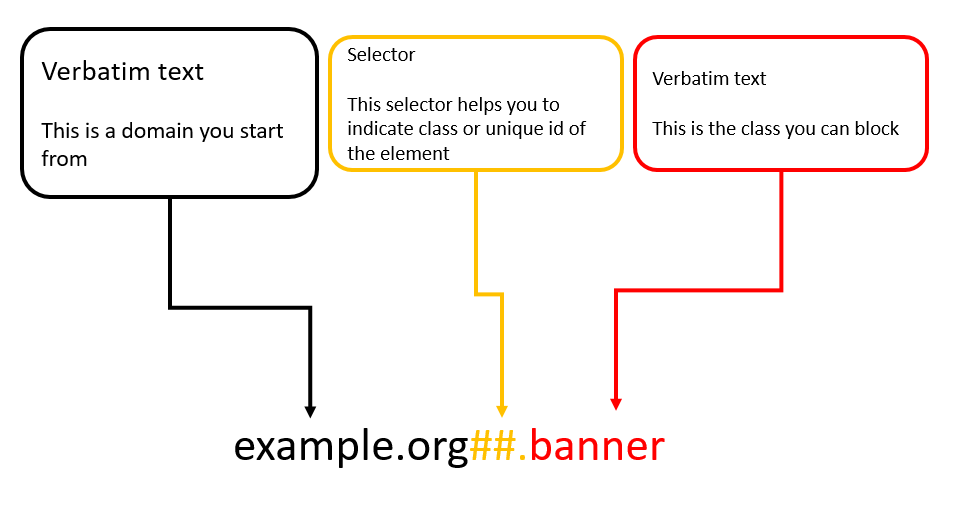 Verbatim text
This is a domain you start
from
Selector
This selector helps you to
indicate class or unique id of
the element
Verbatim text
This is the class you can block
example.org##.banner